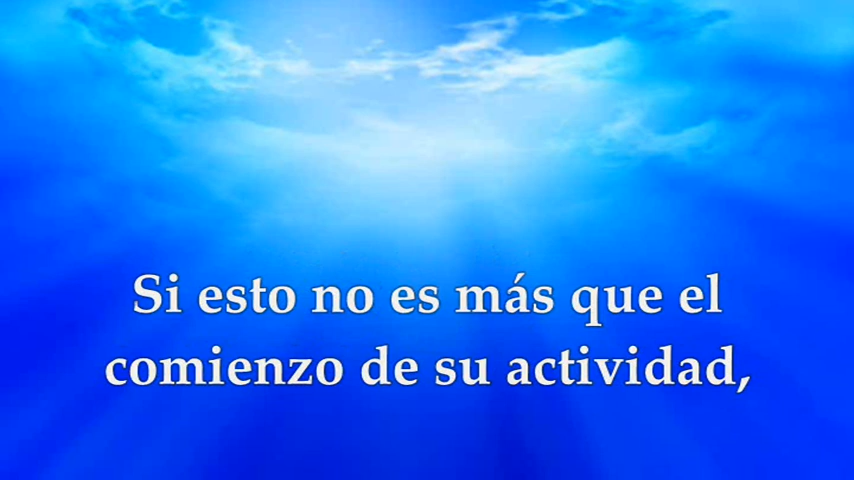 Si esto no es más que el
comienzo de su actividad,